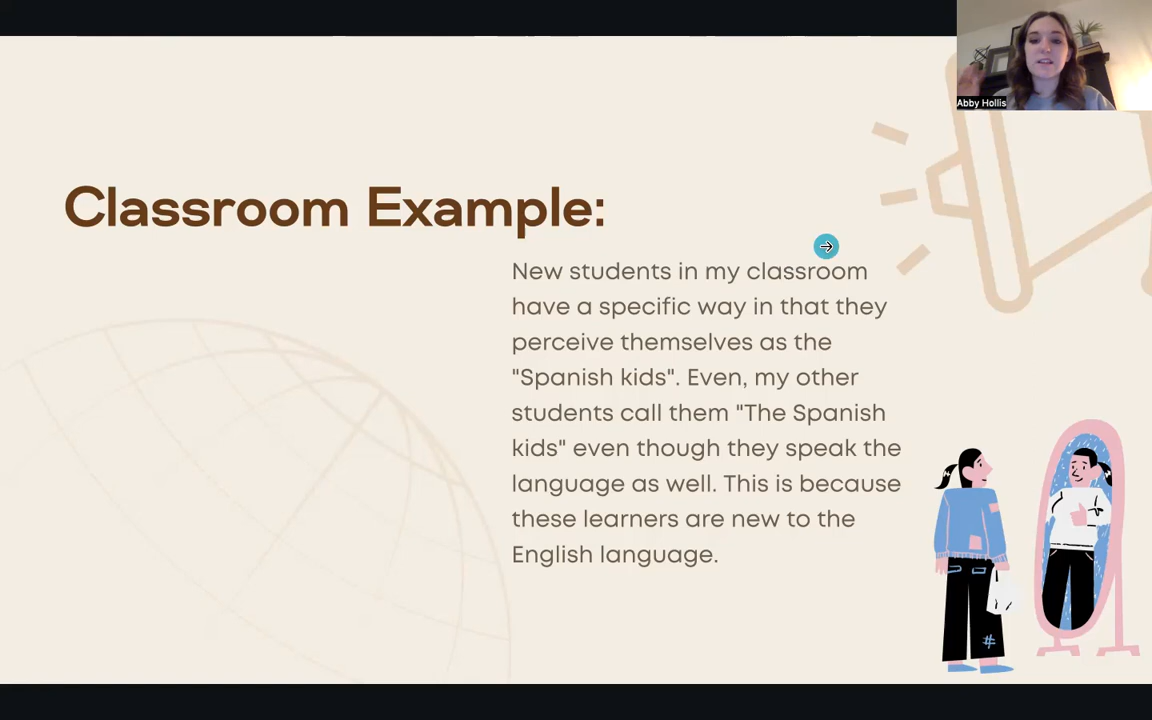 Abby Hollis
Classroom Example:
New students in my classroom
have a specific way in that they
perceive themselves as the
"Spanish kids". Even, my other
students call them "The Spanish
kids" even though they speak the
language as well. This is because
these learners are new to the
English language.